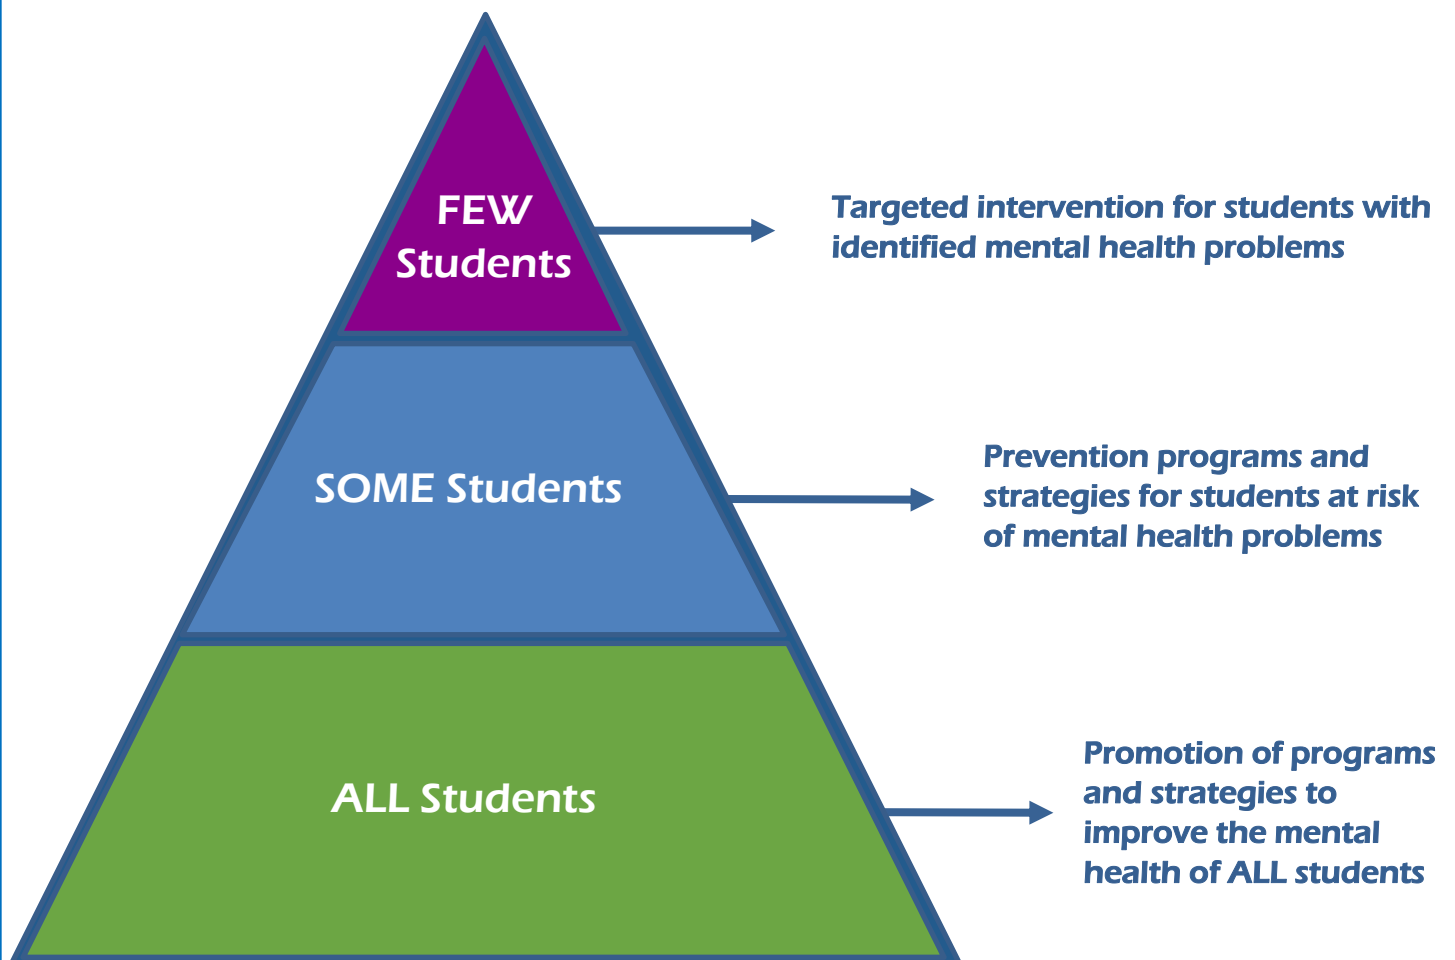 FEW
Students
Targeted intervention for students with
identified mental health problems
SOME Students
Prevention programs and
strategies for students at risk
of mental health problems
ALL Students
Promotion of programs
and strategies to
improve the mental
health of ALL students